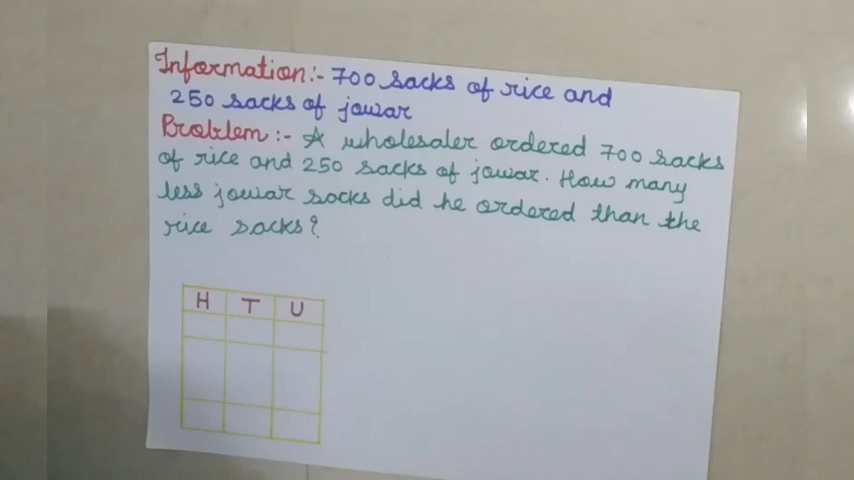 Information:- 700 sacks of rice and
250 sacks of jowar
Problem:- A wholesaler ordered 700 sacks
of rice and 250 sacks of jowar. How many
less jowar socks did he ordered than the
rice sacks?
H T U